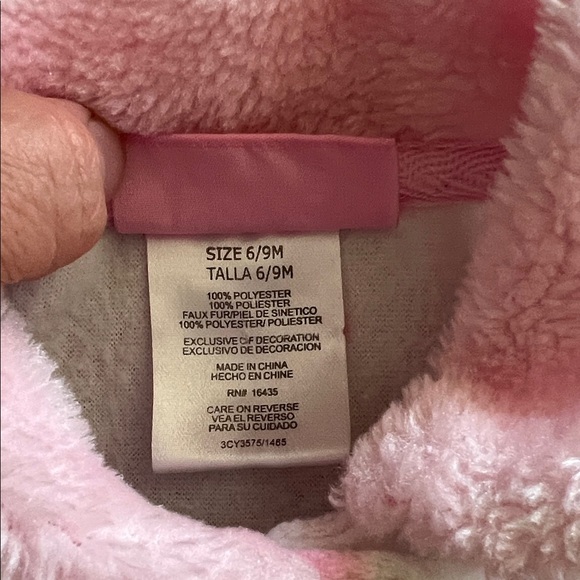 SIZE 6/9M
TALLA 6/9M
100% POLYESTER
100% POLIESTER
FAUX FUR/PIEL DE SINETICO
100% POLYESTER/ POLIESTER
EXCLUSIVE OF DECORATION
EXCLUSIVO DE DECORACION
MADE IN CHINA
HECHO EN CHINE
RN# 16435
CARE ON REVERSE
VEA EL REVERSO
PARA SU CUIDADO
3CY3575/1465